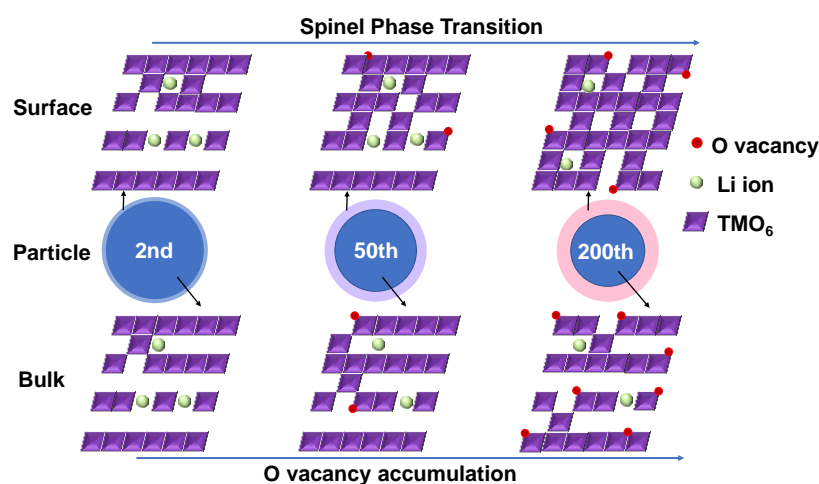 Spinel Phase Transition
Surface
O vacancy
Li ion
TMO₆
Particle
2nd
50th
200th
Bulk
O vacancy accumulation